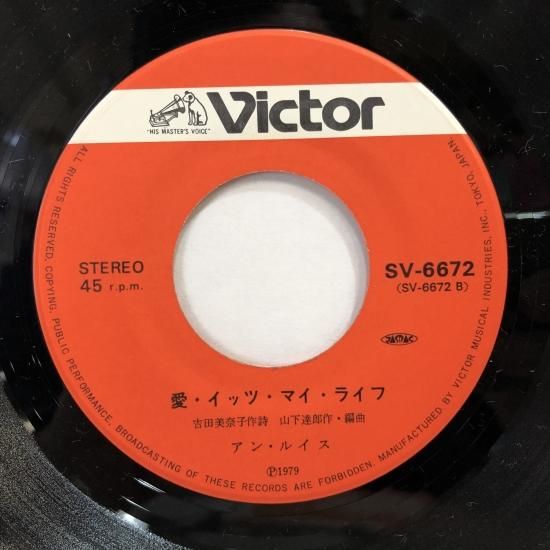 Victor
"HIS MASTER'S VOICE"
STEREO
45 r.p.m.
SV-6672
(SV-6672 B)
JASRAC
愛・イッツ・マイ・ライフ
吉田美奈子作詩 山下達郎作・編曲
アン・ルイス
Ⓟ1979
ALL RIGHTS RESERVED. COPYING, PUBLIC PERFORMANCE, BROADCASTING OF THESE RECORDS ARE FORBIDDEN. MANUFACTURED BY VICTOR MUSICAL INDUSTRIES, INC., TOKYO, JAPAN.